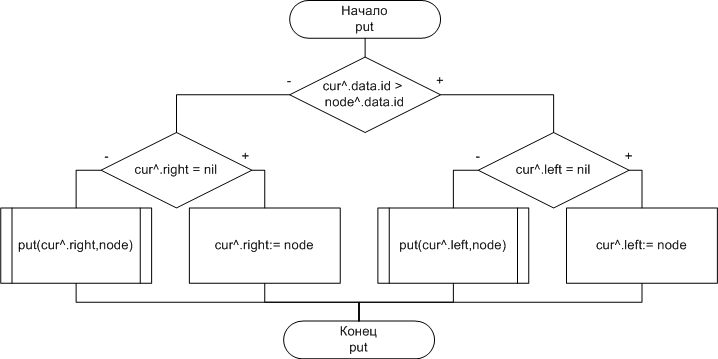 Начало
put
-
cur^.data.id >
node^.data.id
+
-
cur^.right = nil
+
-
cur^.left = nil
+
put(cur^.right,node)
cur^.right:= node
put(cur^.left,node)
cur^.left:= node
Конец
put